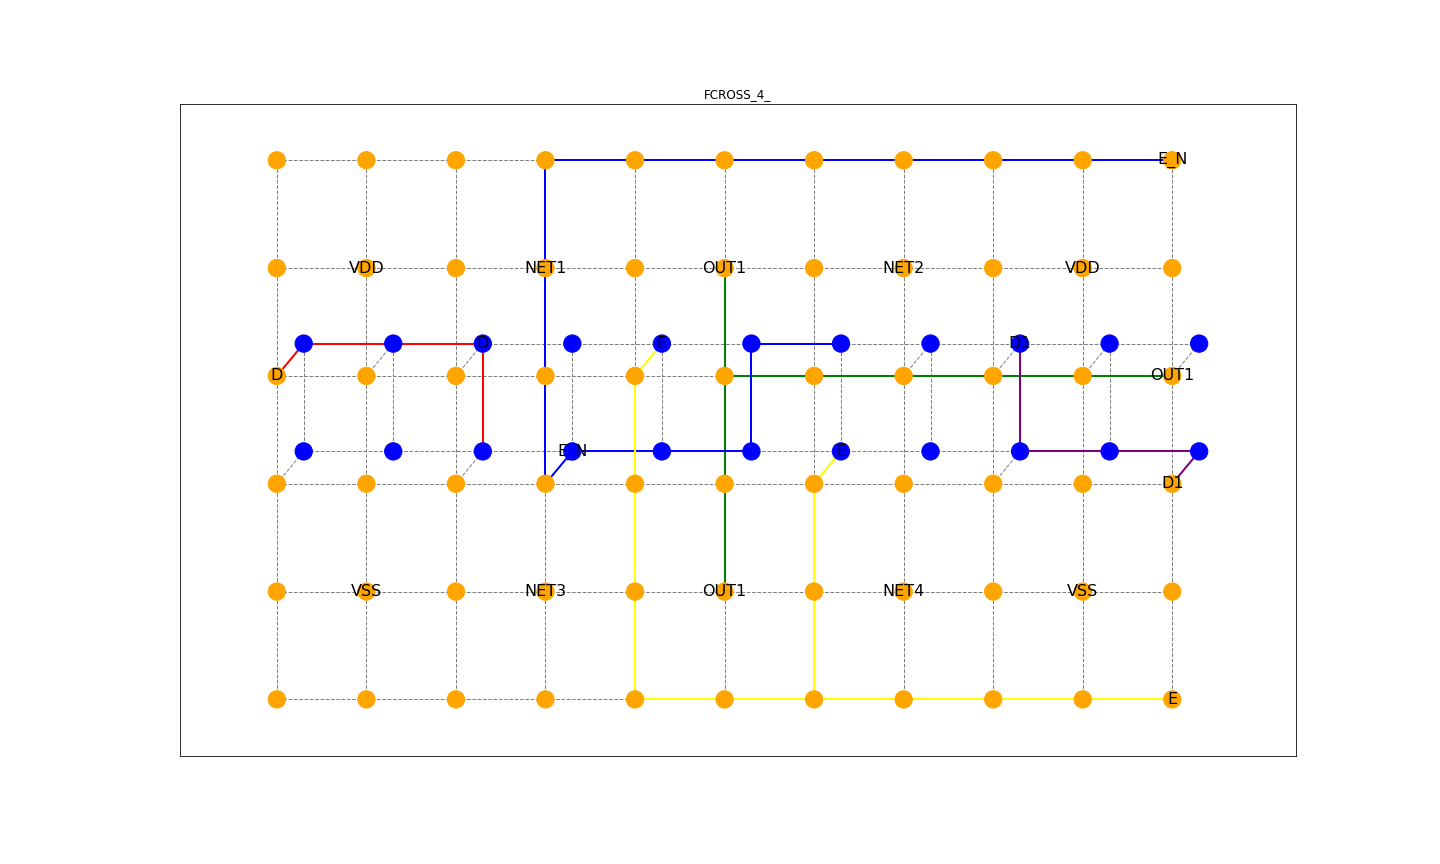 FCROSS_4_
E_N
VDD NET1 OUT1 NET2 VDD
D E D1
D OUT1
E_N E
D1
VSS NET3 OUT1 NET4 VSS
E